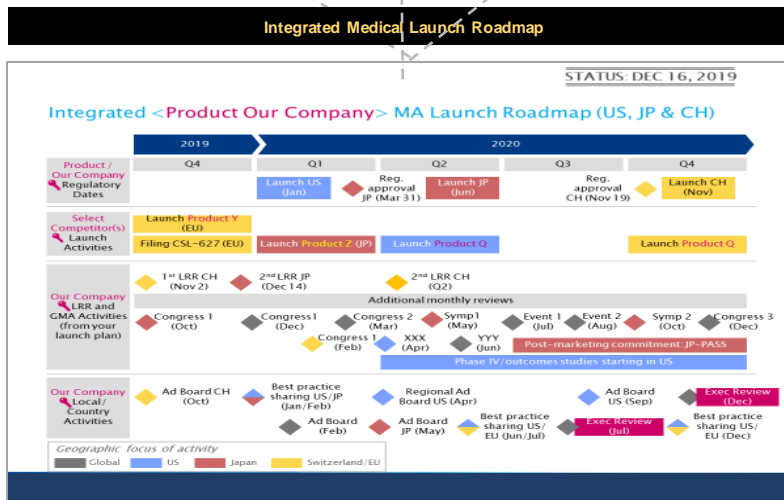 Integrated Medical Launch Roadmap
STATUS: DEC 16, 2019
Integrated <Product Our Company> MA Launch Roadmap (US, JP & CH)
2019
2020
Q4
Q1
Q2
Q3
Q4
Product /
Our Company
Regulatory
Dates
Launch US
(Jan)
Reg.
approval
JP (Mar 31)
Launch JP
(Jun)
Reg.
approval
CH (Nov 19)
Launch CH
(Nov)
Select
Competitor(s)
Launch
Activities
Launch Product Y
(EU)
Filing CSL-627 (EU)
Launch Product Z (JP)
Launch Product Q
Launch Product Q
Our Company
LRR and
GMA Activities
(from your
launch plan)
1st LRR CH
(Nov 2)
2nd LRR JP
(Dec 14)
2nd LRR CH
(Q2)
Additional monthly reviews
Congress 1
(Oct)
Congress1
(Dec)
Congress 2
(Mar)
Symp1
(May)
Event 1
(Jul)
Event 2
(Aug)
Symp 2
(Oct)
Congress 3
(Dec)
Congress 1
(Feb)
XXX
(Apr)
YYY
(Jun)
Post-marketing commitment: JP-PASS
Phase IV/outcomes studies starting in US
Our Company
Local/
Country
Activities
Ad Board CH
(Oct)
Best practice
sharing US/JP
(Jan/Feb)
Regional Ad
Board US (Apr)
Ad Board
US (Sep)
Exec Review
(Dec)
Ad Board
(Feb)
Ad Board
JP (May)
Best practice
sharing US/
EU (Jun/Jul)
Exec Review
(Jul)
Best practice
sharing US/
EU (Dec)
Geographic focus of activity
Global
US
Japan
Switzerland/EU